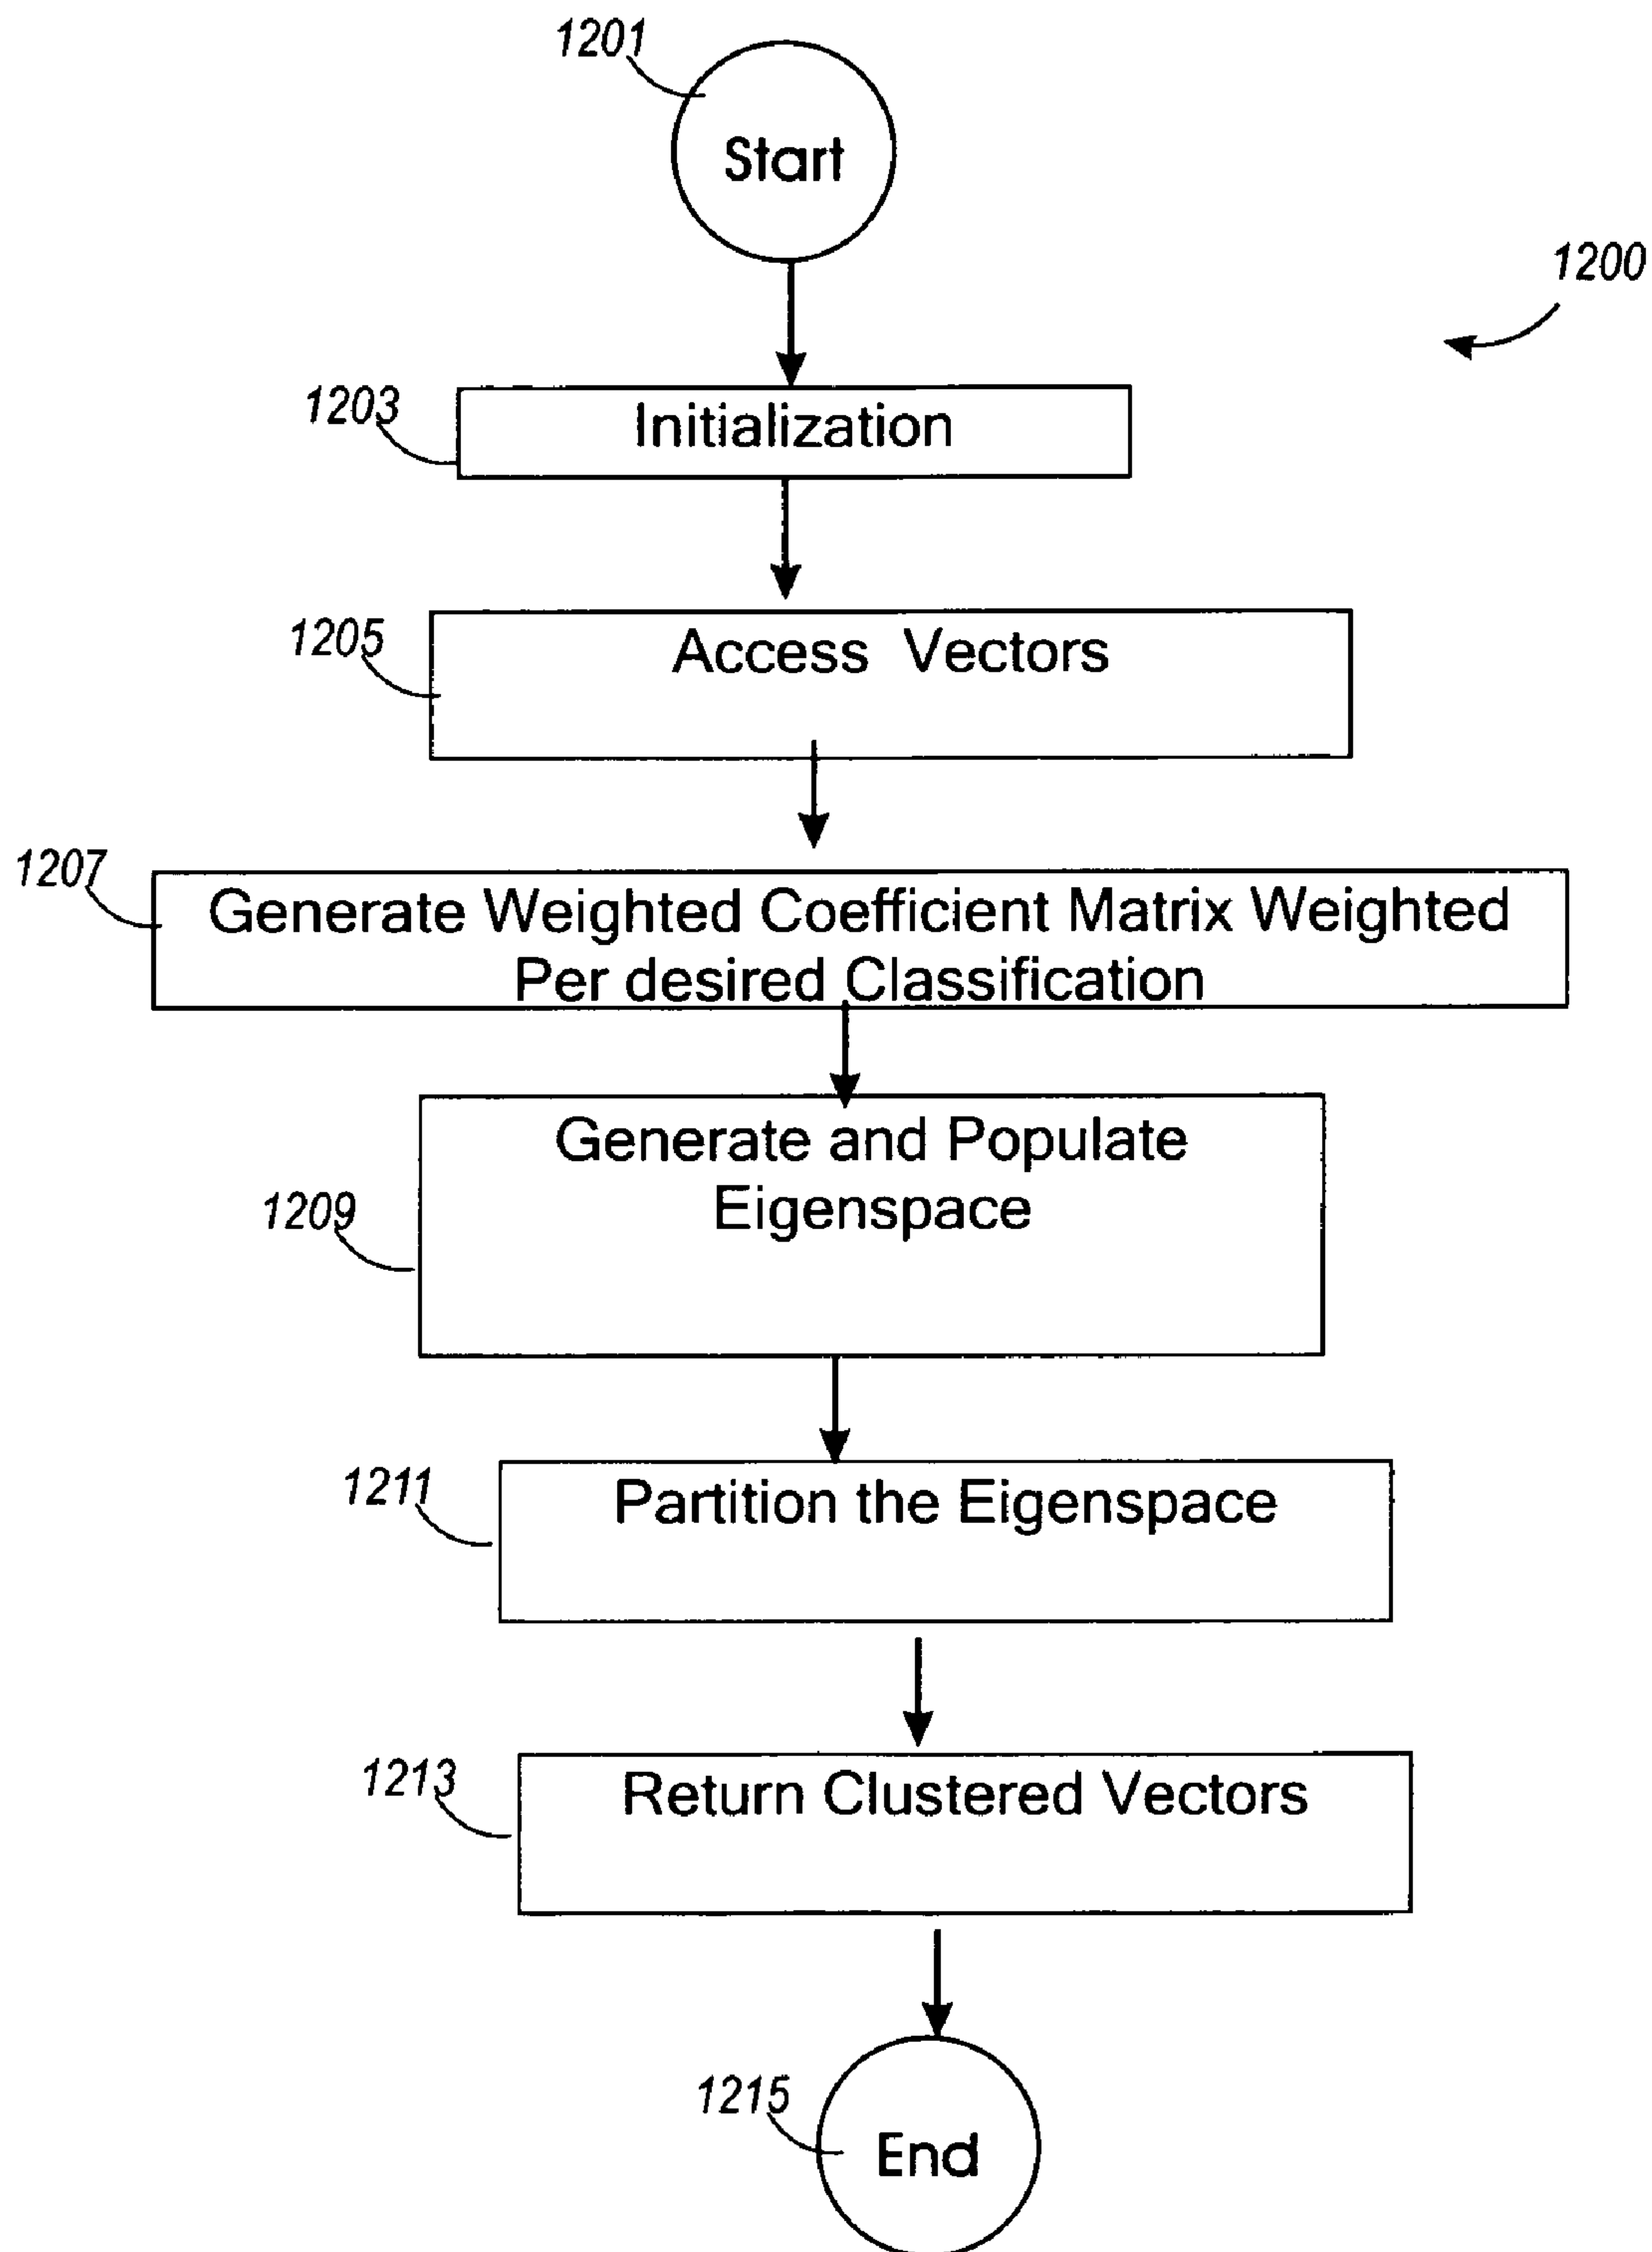 1201
Start
1200
1203
Initialization
1205
Access Vectors
1207
Generate Weighted Coefficient Matrix Weighted
Per desired Classification
1209
Generate and Populate
Eigenspace
1211
Partition the Eigenspace
1213
Return Clustered Vectors
1215
End